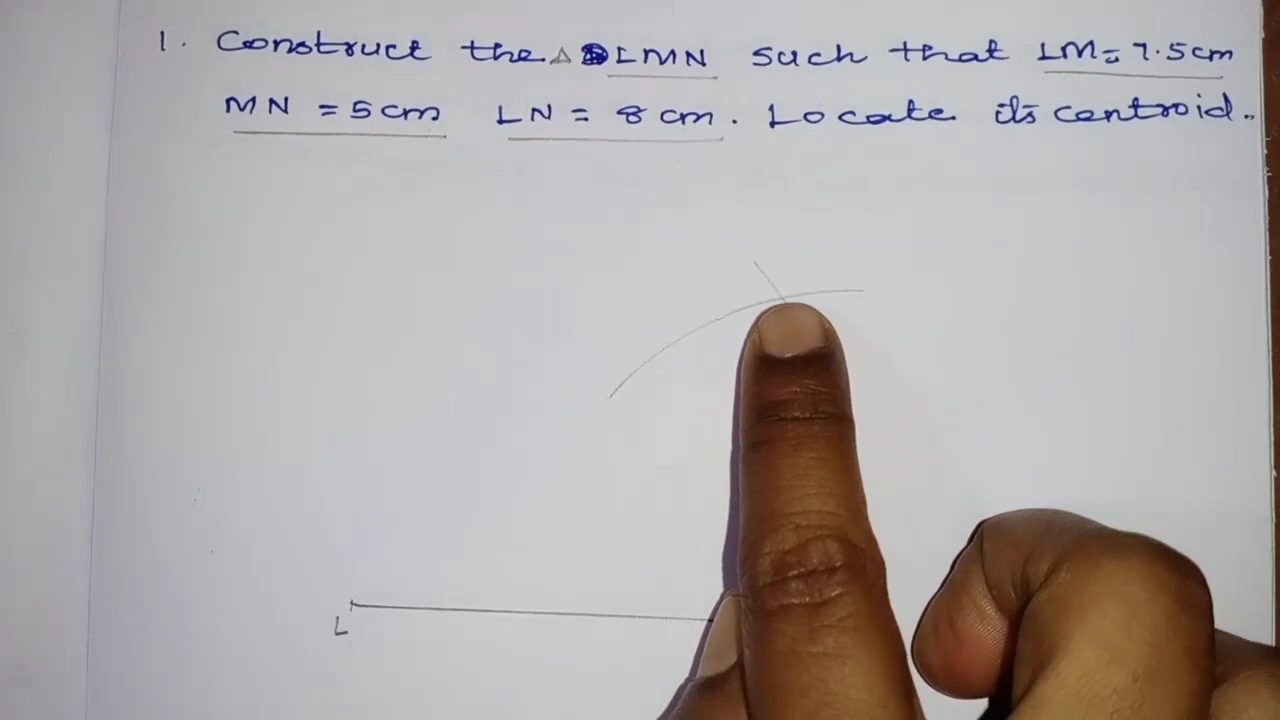 1. Construct the △ LMN such that LM = 7.5cm
MN = 5cm LN = 8 cm. Locate its centroid.
L